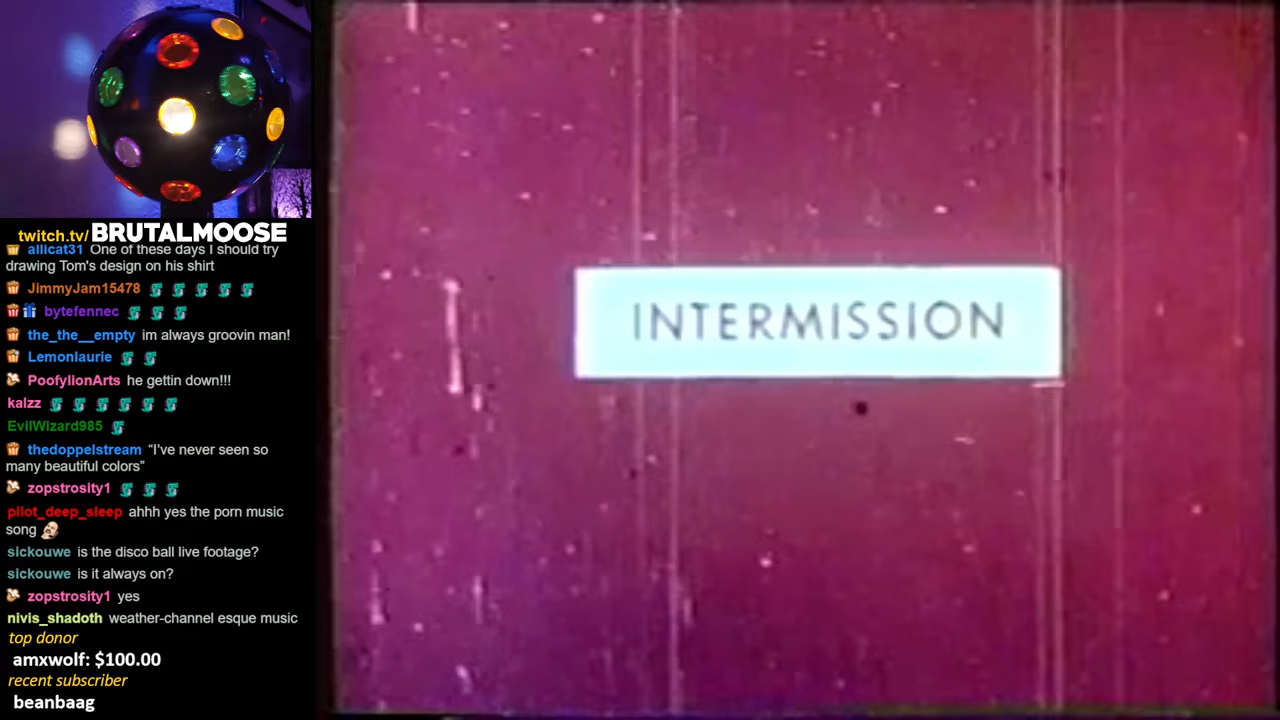 twitch.tv/BRUTALMOOSE
allicat31 One of these days I should try
drawing Tom's design on his shirt
JimmyJam15478
bytefennec
the_the__empty im always groovin man!
Lemonlaurie
PoofylionArts he gettin down!!!
kalzz
EvilWizard985
thedoppelstream “I’ve never seen so
many beautiful colors”
zopstrosity1
pilot_deep_sleep ahhh yes the porn music
song
sickouwe is the disco ball live footage?
sickouwe is it always on?
zopstrosity1 yes
nivis_shadoth weather-channel esque music
top donor
amxwolf: $100.00
recent subscriber
beanbaag
INTERMISSION